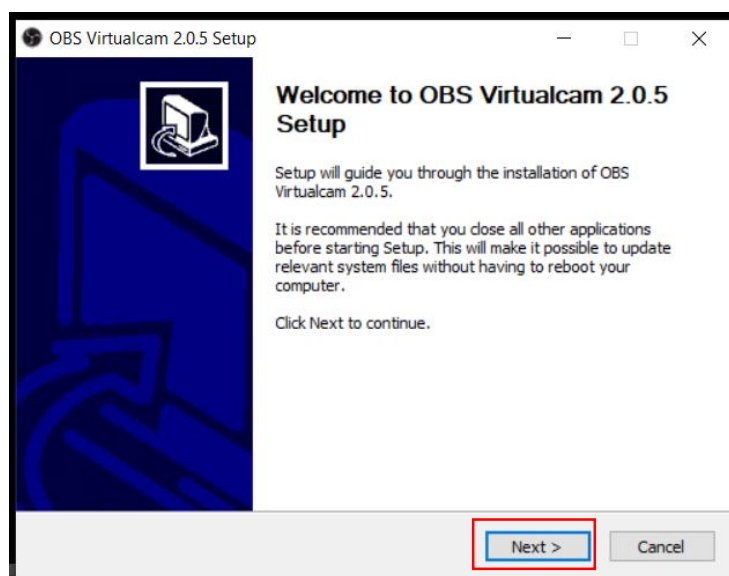 OBS Virtualcam 2.0.5 Setup
Welcome to OBS Virtualcam 2.0.5
Setup
Setup will guide you through the installation of OBS
Virtualcam 2.0.5.
It is recommended that you close all other applications
before starting Setup. This will make it possible to update
relevant system files without having to reboot your
computer.
Click Next to continue.
Next >
Cancel